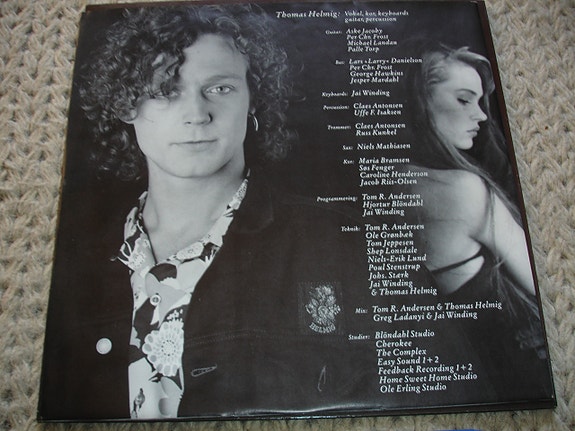 Thomas Helmig: Vokal, kor, keyboards
guitar, percussion
Guitar: Aske Jacoby
Per Chr. Frost
Michael Landau
Palle Torp
Bas: Lars »Larry« Danielson
Per Chr. Frost
George Hawkins
Jesper Mardahl
Keyboards: Jai Winding
Percussion: Claes Antonsen
Uffe F. Isaksen
Trommer: Claes Antonsen
Russ Kunkel
Sax: Niels Mathiasen
Kor: Maria Bramsen
Søs Fenger
Caroline Henderson
Jacob Riis-Olsen
Programmering: Tom R. Andersen
Hjortur Blöndahl
Jai Winding
Teknik: Tom R. Andersen
Ole Grønbæk
Tom Jeppesen
Shep Lonsdale
Niels-Erik Lund
Poul Stenstrup
Johs. Stærk
Jai Winding
& Thomas Helmig
Mix: Tom R. Andersen & Thomas Helmig
Greg Ladanyi & Jai Winding
HELMIG
Studier: Blöndahl Studio
Cherokee
The Complex
Easy Sound 1 + 2
Feedback Recording 1 + 2
Home Sweet Home Studio
Ole Erling Studio